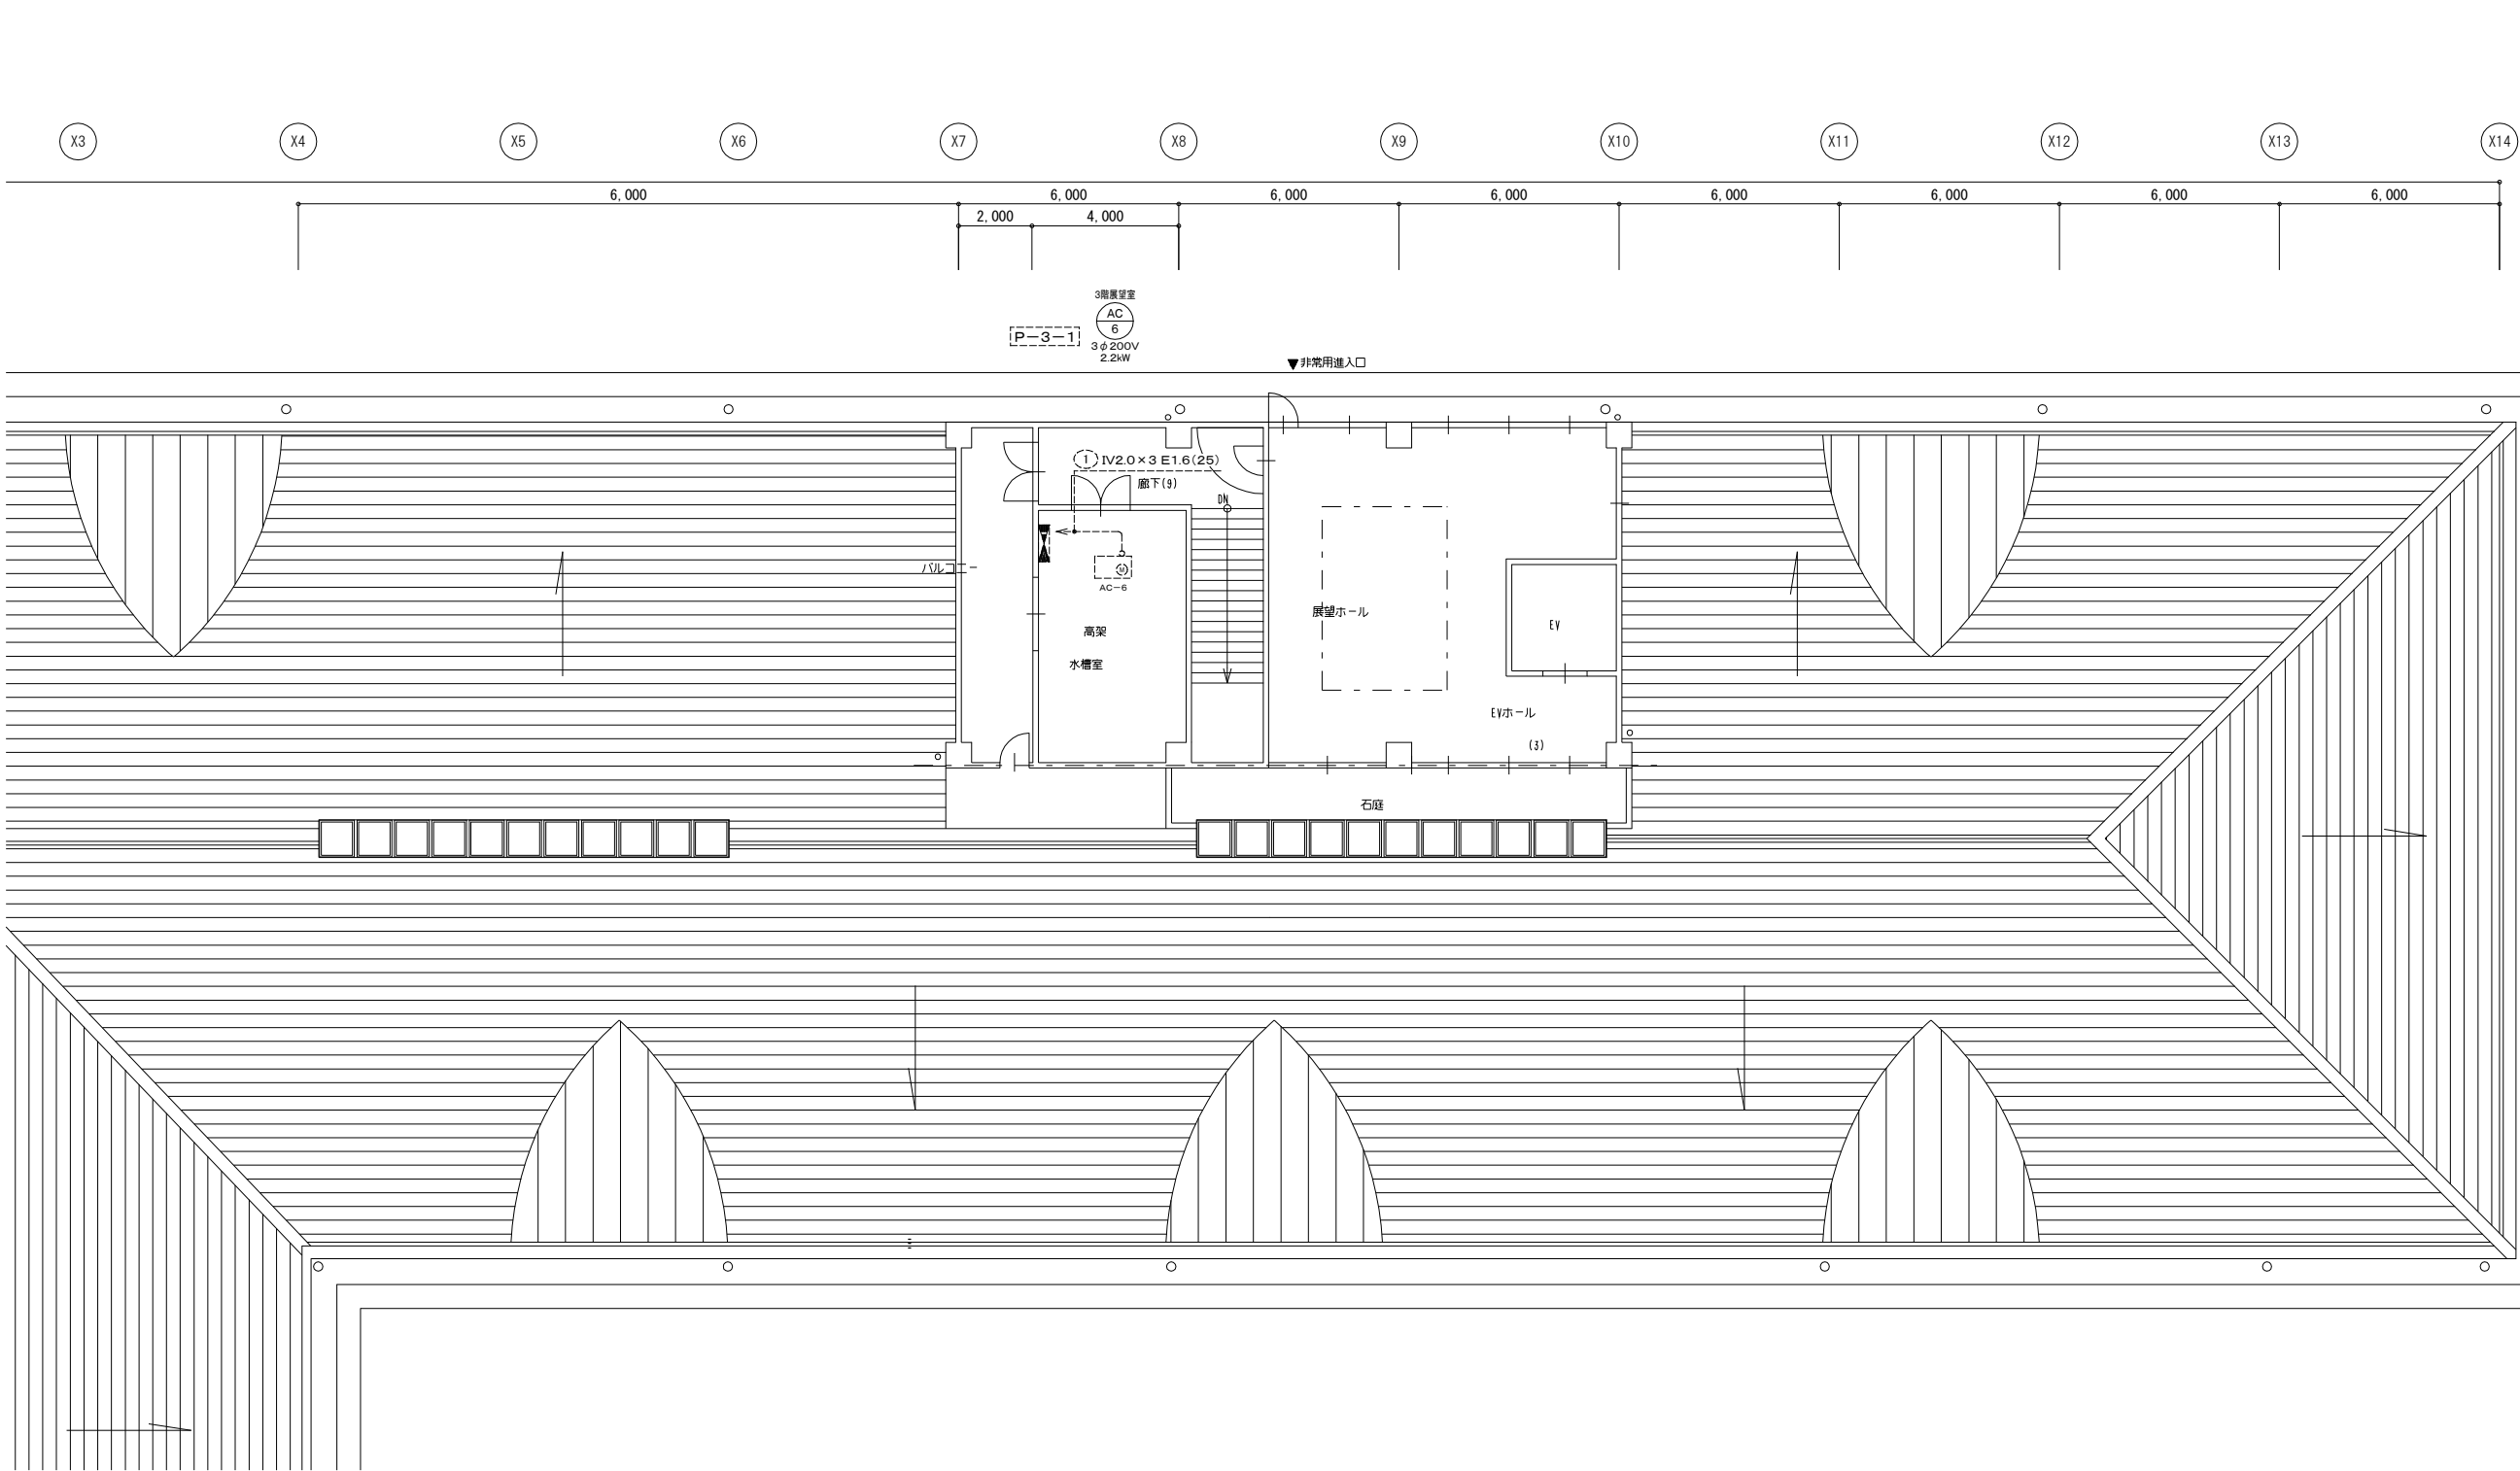 X3 X4 X5 X6 X7 X8 X9 X10 X11 X12 X13 X14
6,000 6,000 6,000 6,000 6,000 6,000 6,000 6,000
2,000 4,000
3階展望室
AC
6
P-3-1
3φ200V
2.2kW
▼非常用進入口
1 IV2.0×3 E1.6(25)
廊下(9)
DN
バルコニー
M
AC-6
展望ホール
EV
高架
水槽室
EVホール
(3)
石庭